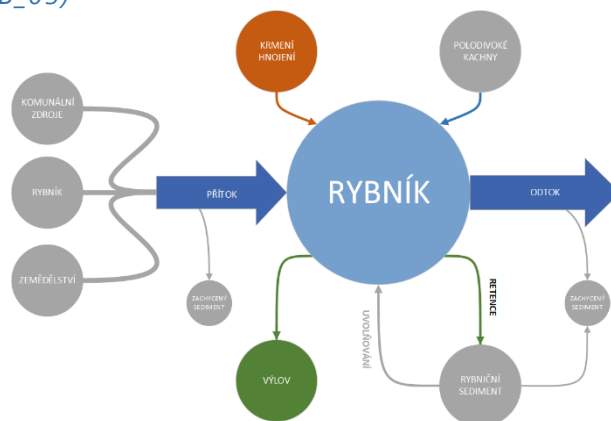 KRMENÍ
HNOJENÍ
POLODIVOKÉ
KACHNY
KOMUNÁLNÍ
ZDROJE
RYBNÍK
ZEMĚDĚLSTVÍ
PŘÍTOK
RYBNÍK
ODTOK
ZACHYCENÝ
SEDIMENT
ZACHYCENÝ
SEDIMENT
UVOLŇOVÁNÍ
RETENCE
VÝLOV
RYBNIČNÍ
SEDIMENT